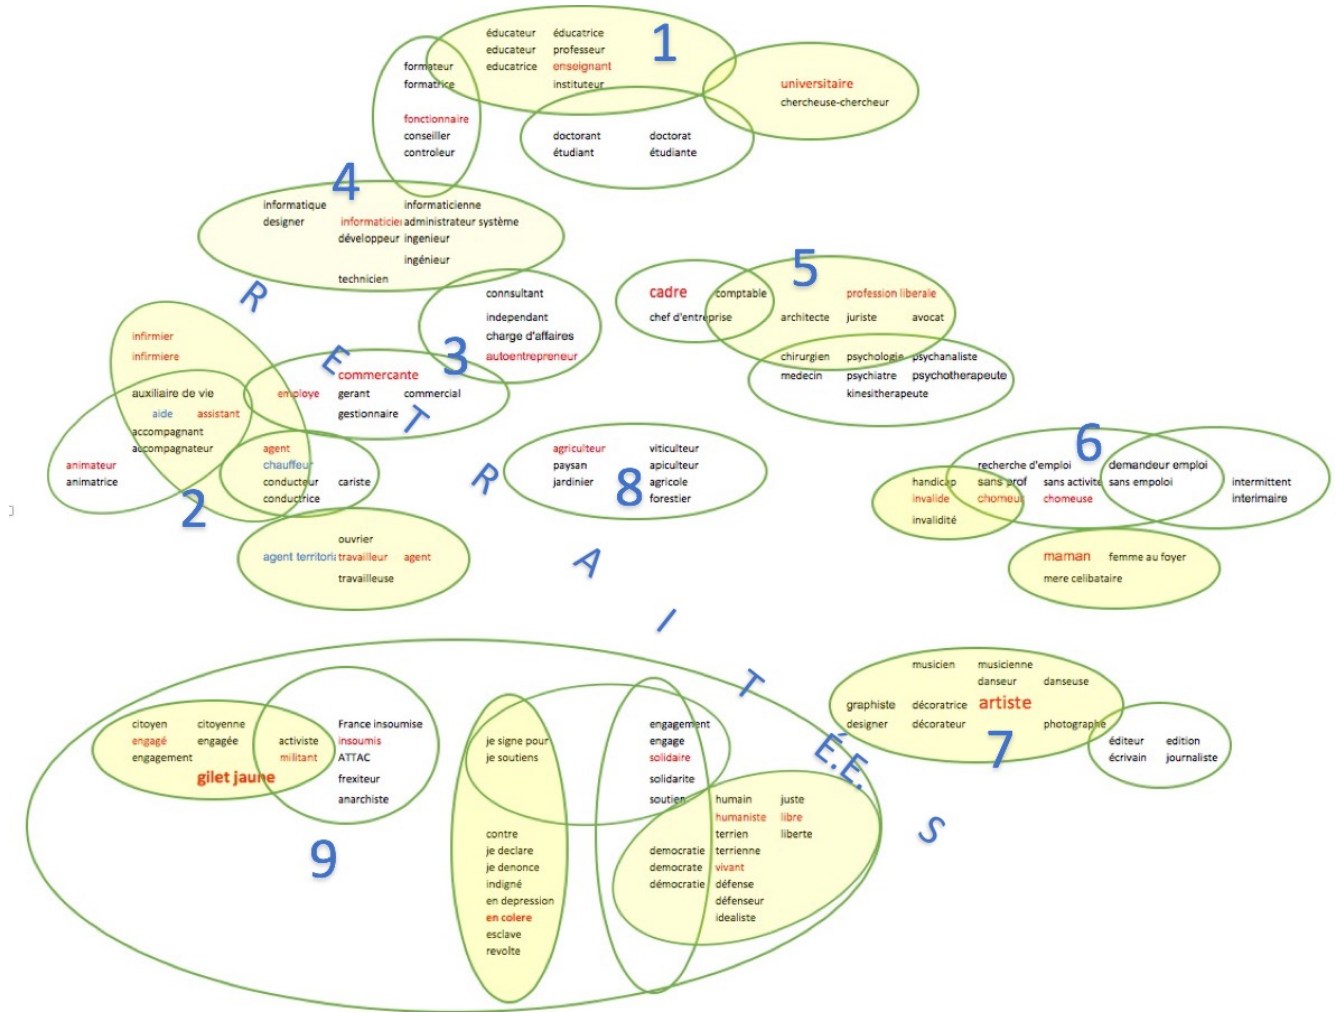 1
éducateur éducatrice
educateur professeur
educatrice enseignant
instituteur
formateur
formatrice
fonctionnaire
conseiller
controleur
universitaire
chercheuse-chercheur
doctorant doctorat
étudiant étudiante
4
informatique informaticienne
designer informaticie administrateur système
développeur ingenieur
ingénieur
technicien
RETRAITÉ.E.S
connsultant
independant
charge d'affaires
autoentrepreneur
3
commercante
employe gerant commercial
gestionnaire
5
cadre comptable profession liberale
chef d'entreprise architecte juriste avocat
chirurgien psychologie psychanaliste
medecin psychiatre psychotherapeute
kinesitherapeute
infirmier
infirmiere
auxiliaire de vie
aide assistant
accompagnant
accompagnateur
animateur
animatrice
agent
chauffeur
conducteur cariste
conductrice
2
ouvrier
agent territori travailleur agent
travailleuse
agriculteur viticulteur
paysan apiculteur
jardinier agricole
forestier
8
6
recherche d'emploi demandeur emploi
handicap sans prof sans activite sans empoloi intermittent
invalide chomeur chomeuse interimaire
invalidité
maman femme au foyer
mere celibataire
musicien musicienne
danseur danseuse
graphiste décoratrice artiste
designer décorateur photographe
7
éditeur edition
écrivain journaliste
citoyen citoyenne
engagé engagée activiste
engagement militant
gilet jaune
France insoumise
insoumis
ATTAC
frexiteur
anarchiste
9
je signe pour
je soutiens
contre
je declare
je denonce
indigné
en depression
en colere
esclave
revolte
engagement
engage
solidaire
solidarite
soutien
humain juste
humaniste libre
terrien liberte
democratie terrienne
democrate vivant
démocratie défense
défenseur
idealiste